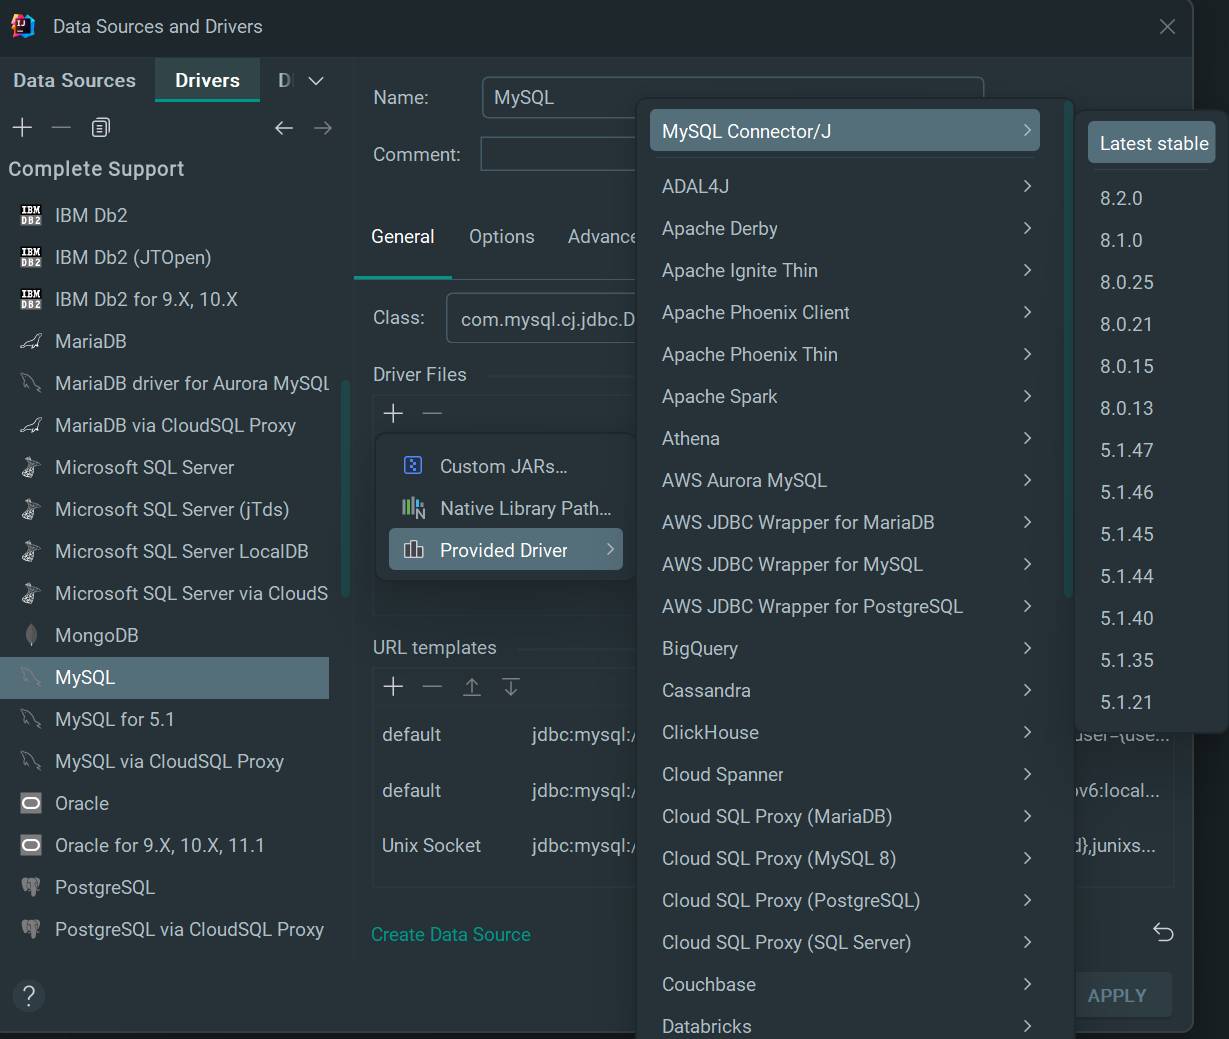 Data Sources and Drivers
Data Sources
Drivers
Name:
MySQL
Comment:
Complete Support
IBM Db2
IBM Db2 (JTOpen)
IBM Db2 for 9.X, 10.X
MariaDB
MariaDB driver for Aurora MySQL
MariaDB via CloudSQL Proxy
Microsoft SQL Server
Microsoft SQL Server (jTds)
Microsoft SQL Server LocalDB
Microsoft SQL Server via CloudS
MongoDB
MySQL
MySQL for 5.1
MySQL via CloudSQL Proxy
Oracle
Oracle for 9.X, 10.X, 11.1
PostgreSQL
PostgreSQL via CloudSQL Proxy
General
Options
Advance
Class:
com.mysql.cj.jdbc.D
Driver Files
Custom JARs...
Native Library Path...
Provided Driver
URL templates
default
jdbc:mysql:/
user={use...
default
jdbc:mysql:/
ov6:local...
Unix Socket
jdbc:mysql:/
d},junixs...
Create Data Source
APPLY
?
MySQL Connector/J
ADAL4J
Apache Derby
Apache Ignite Thin
Apache Phoenix Client
Apache Phoenix Thin
Apache Spark
Athena
AWS Aurora MySQL
AWS JDBC Wrapper for MariaDB
AWS JDBC Wrapper for MySQL
AWS JDBC Wrapper for PostgreSQL
BigQuery
Cassandra
ClickHouse
Cloud Spanner
Cloud SQL Proxy (MariaDB)
Cloud SQL Proxy (MySQL 8)
Cloud SQL Proxy (PostgreSQL)
Cloud SQL Proxy (SQL Server)
Couchbase
Databricks
Latest stable
8.2.0
8.1.0
8.0.25
8.0.21
8.0.15
8.0.13
5.1.47
5.1.46
5.1.45
5.1.44
5.1.40
5.1.35
5.1.21